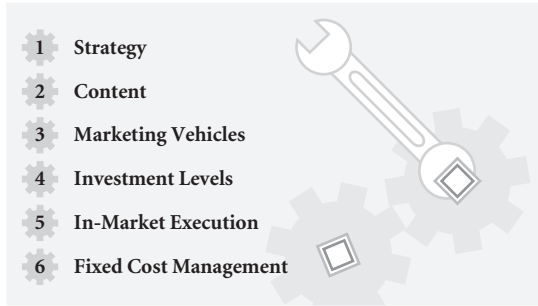 1 Strategy
2 Content
3 Marketing Vehicles
4 Investment Levels
5 In-Market Execution
6 Fixed Cost Management